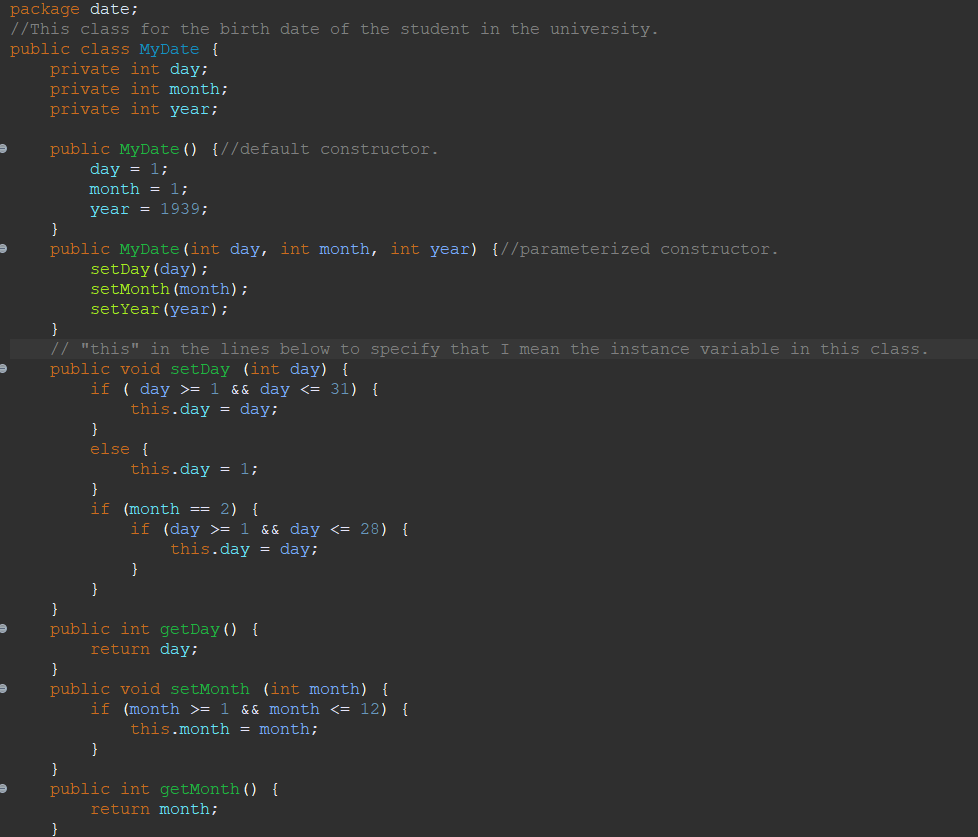 package date;
//This class for the birth date of the student in the university.
public class MyDate {
    private int day;
    private int month;
    private int year;

    public MyDate() {//default constructor.
        day = 1;
        month = 1;
        year = 1939;
    }
    public MyDate(int day, int month, int year) {//parameterized constructor.
        setDay(day);
        setMonth(month);
        setYear(year);
    }
    // "this" in the lines below to specify that I mean the instance variable in this class.
    public void setDay (int day) {
        if ( day >= 1 && day <= 31) {
            this.day = day;
        }
        else {
            this.day = 1;
        }
        if (month == 2) {
            if (day >= 1 && day <= 28) {
                this.day = day;
            }
        }
    }
    public int getDay() {
        return day;
    }
    public void setMonth (int month) {
        if (month >= 1 && month <= 12) {
            this.month = month;
        }
    }
    public int getMonth() {
        return month;
    }